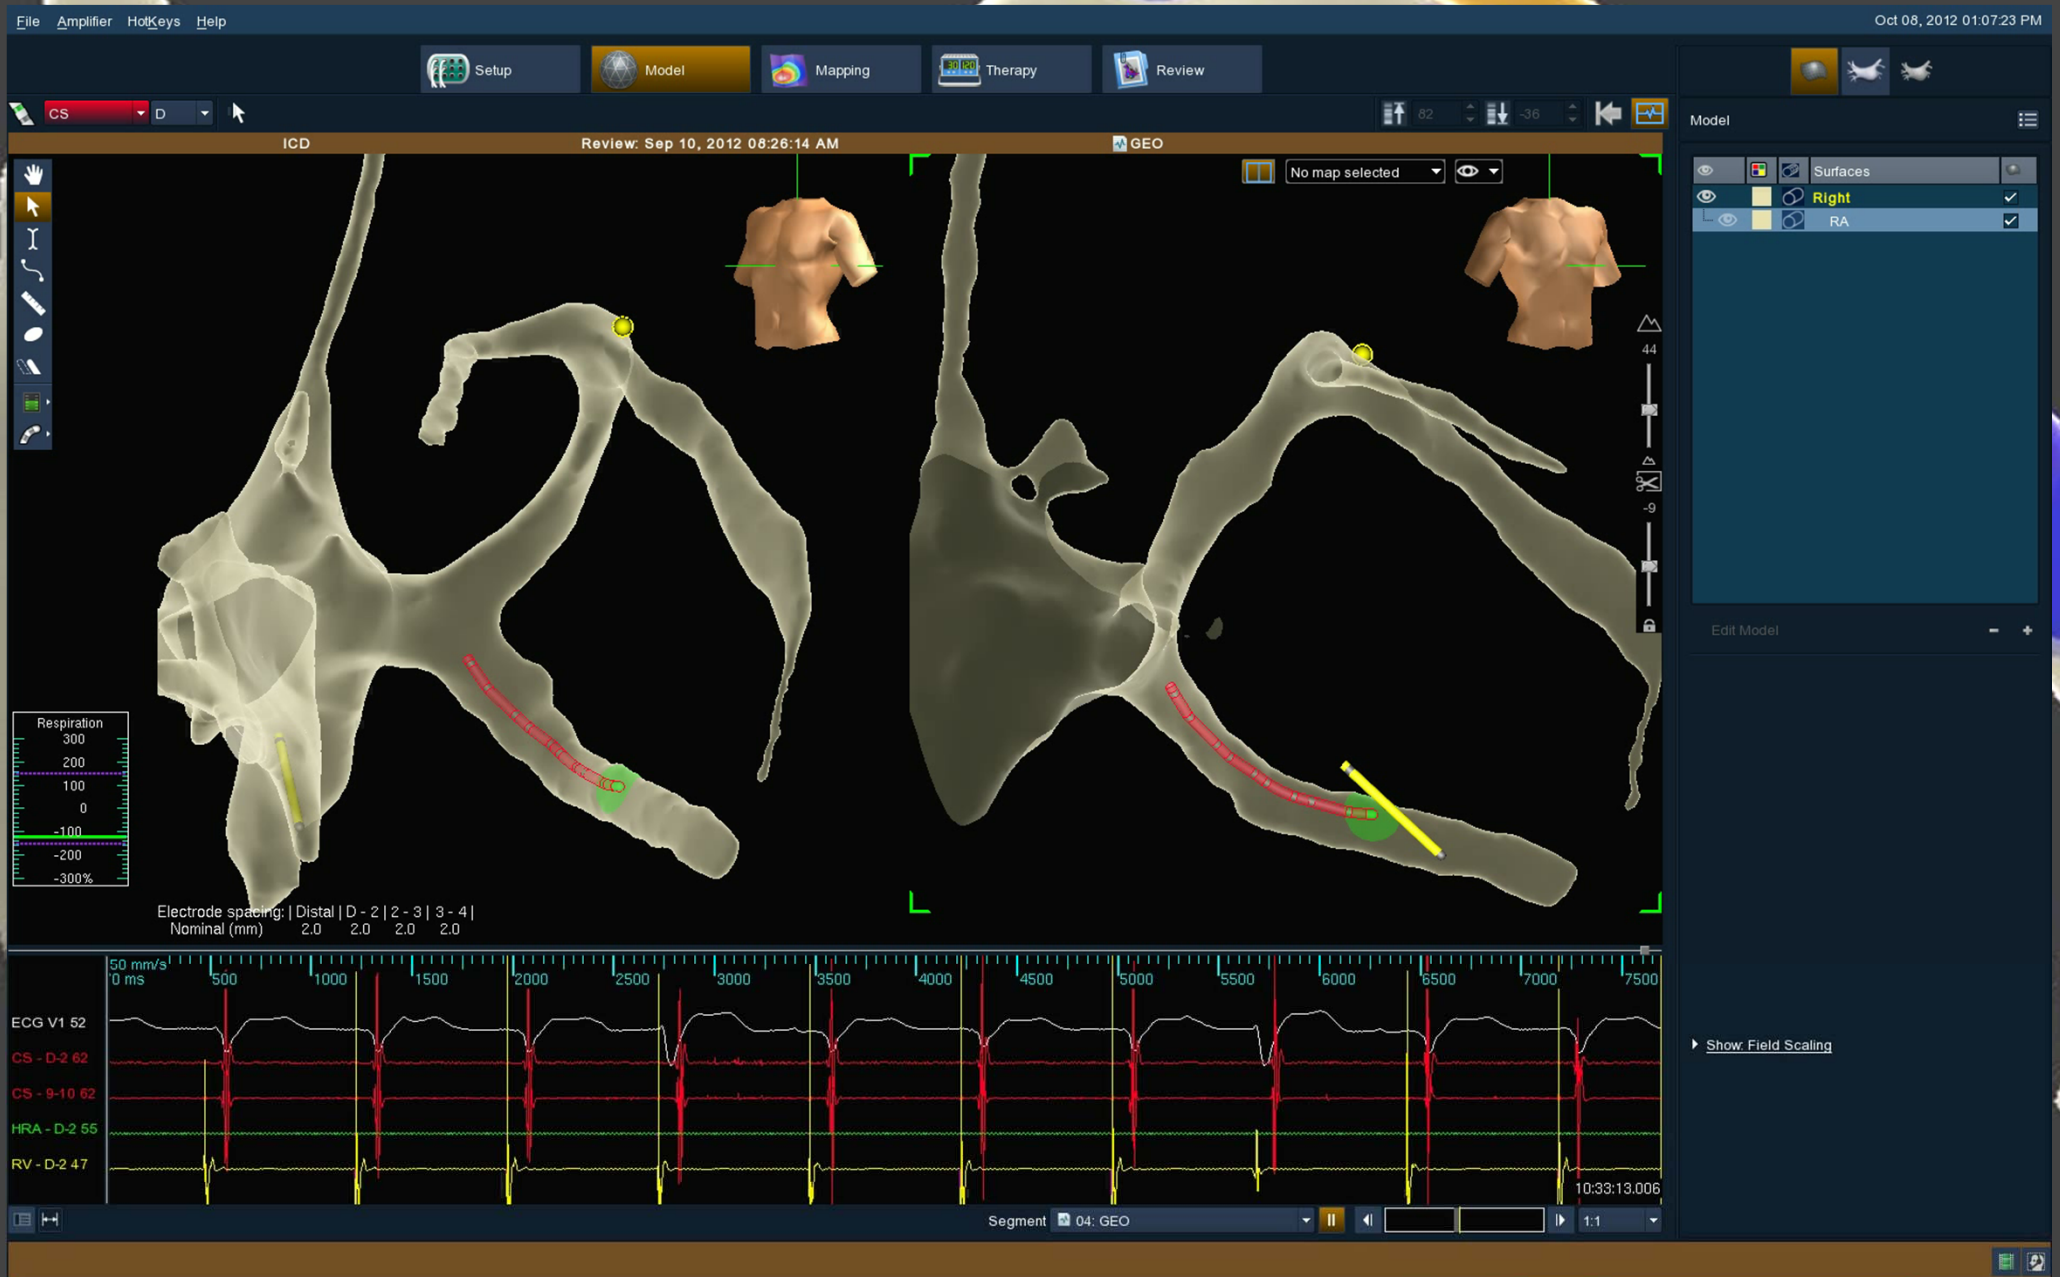 File Amplifier HotKeys Help Oct 08, 2012 01:07:23 PM
Setup Model Mapping Therapy Review
CS D 82 -36
Model
ICD Review: Sep 10, 2012 08:26:14 AM GEO
No map selected
Surfaces
Right
RA
44
-9
Edit Model - +
Respiration
300
200
100
0
-100
-200
-300%
Electrode spacing: | Distal | D - 2 | 2 - 3 | 3 - 4 |
Nominal (mm) 2.0 2.0 2.0 2.0
50 mm/s
0 ms 500 1000 1500 2000 2500 3000 3500 4000 4500 5000 5500 6000 6500 7000 7500
ECG V1 52
CS - D-2 62
CS - 9-10 62
HRA - D-2 55
RV - D-2 47
10:33:13.006
Show: Field Scaling
Segment 04: GEO 1:1